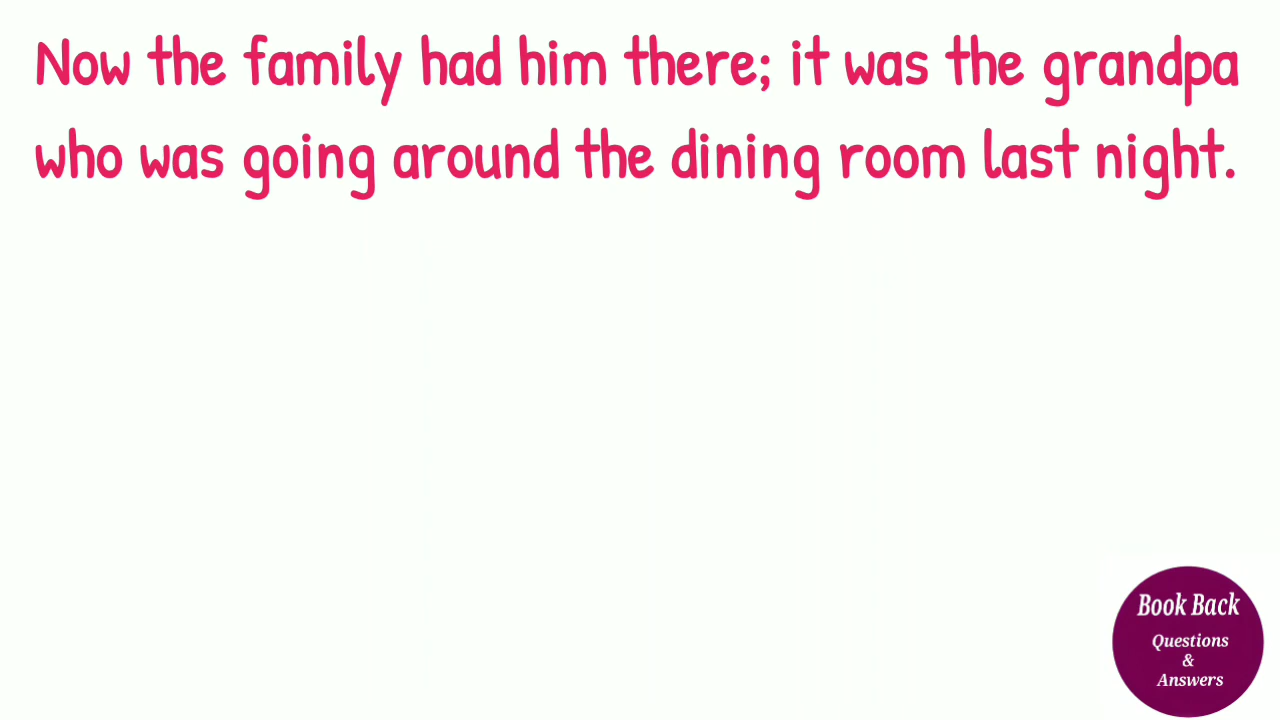 Now the family had him there; it was the grandpa
who was going around the dining room last night.
Book Back
Questions
&
Answers